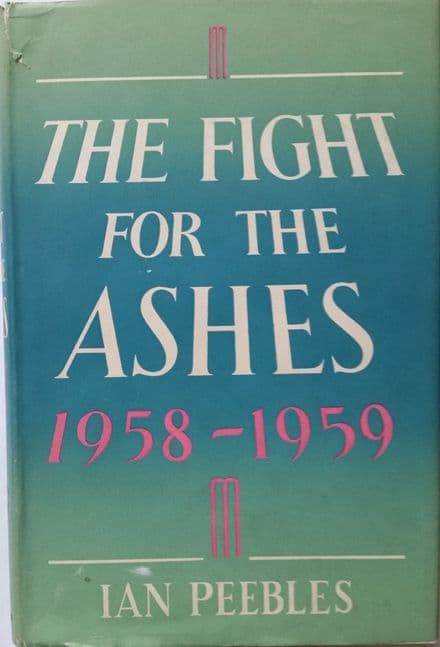 THE FIGHT
FOR THE
ASHES
1958-1959
IAN PEEBLES